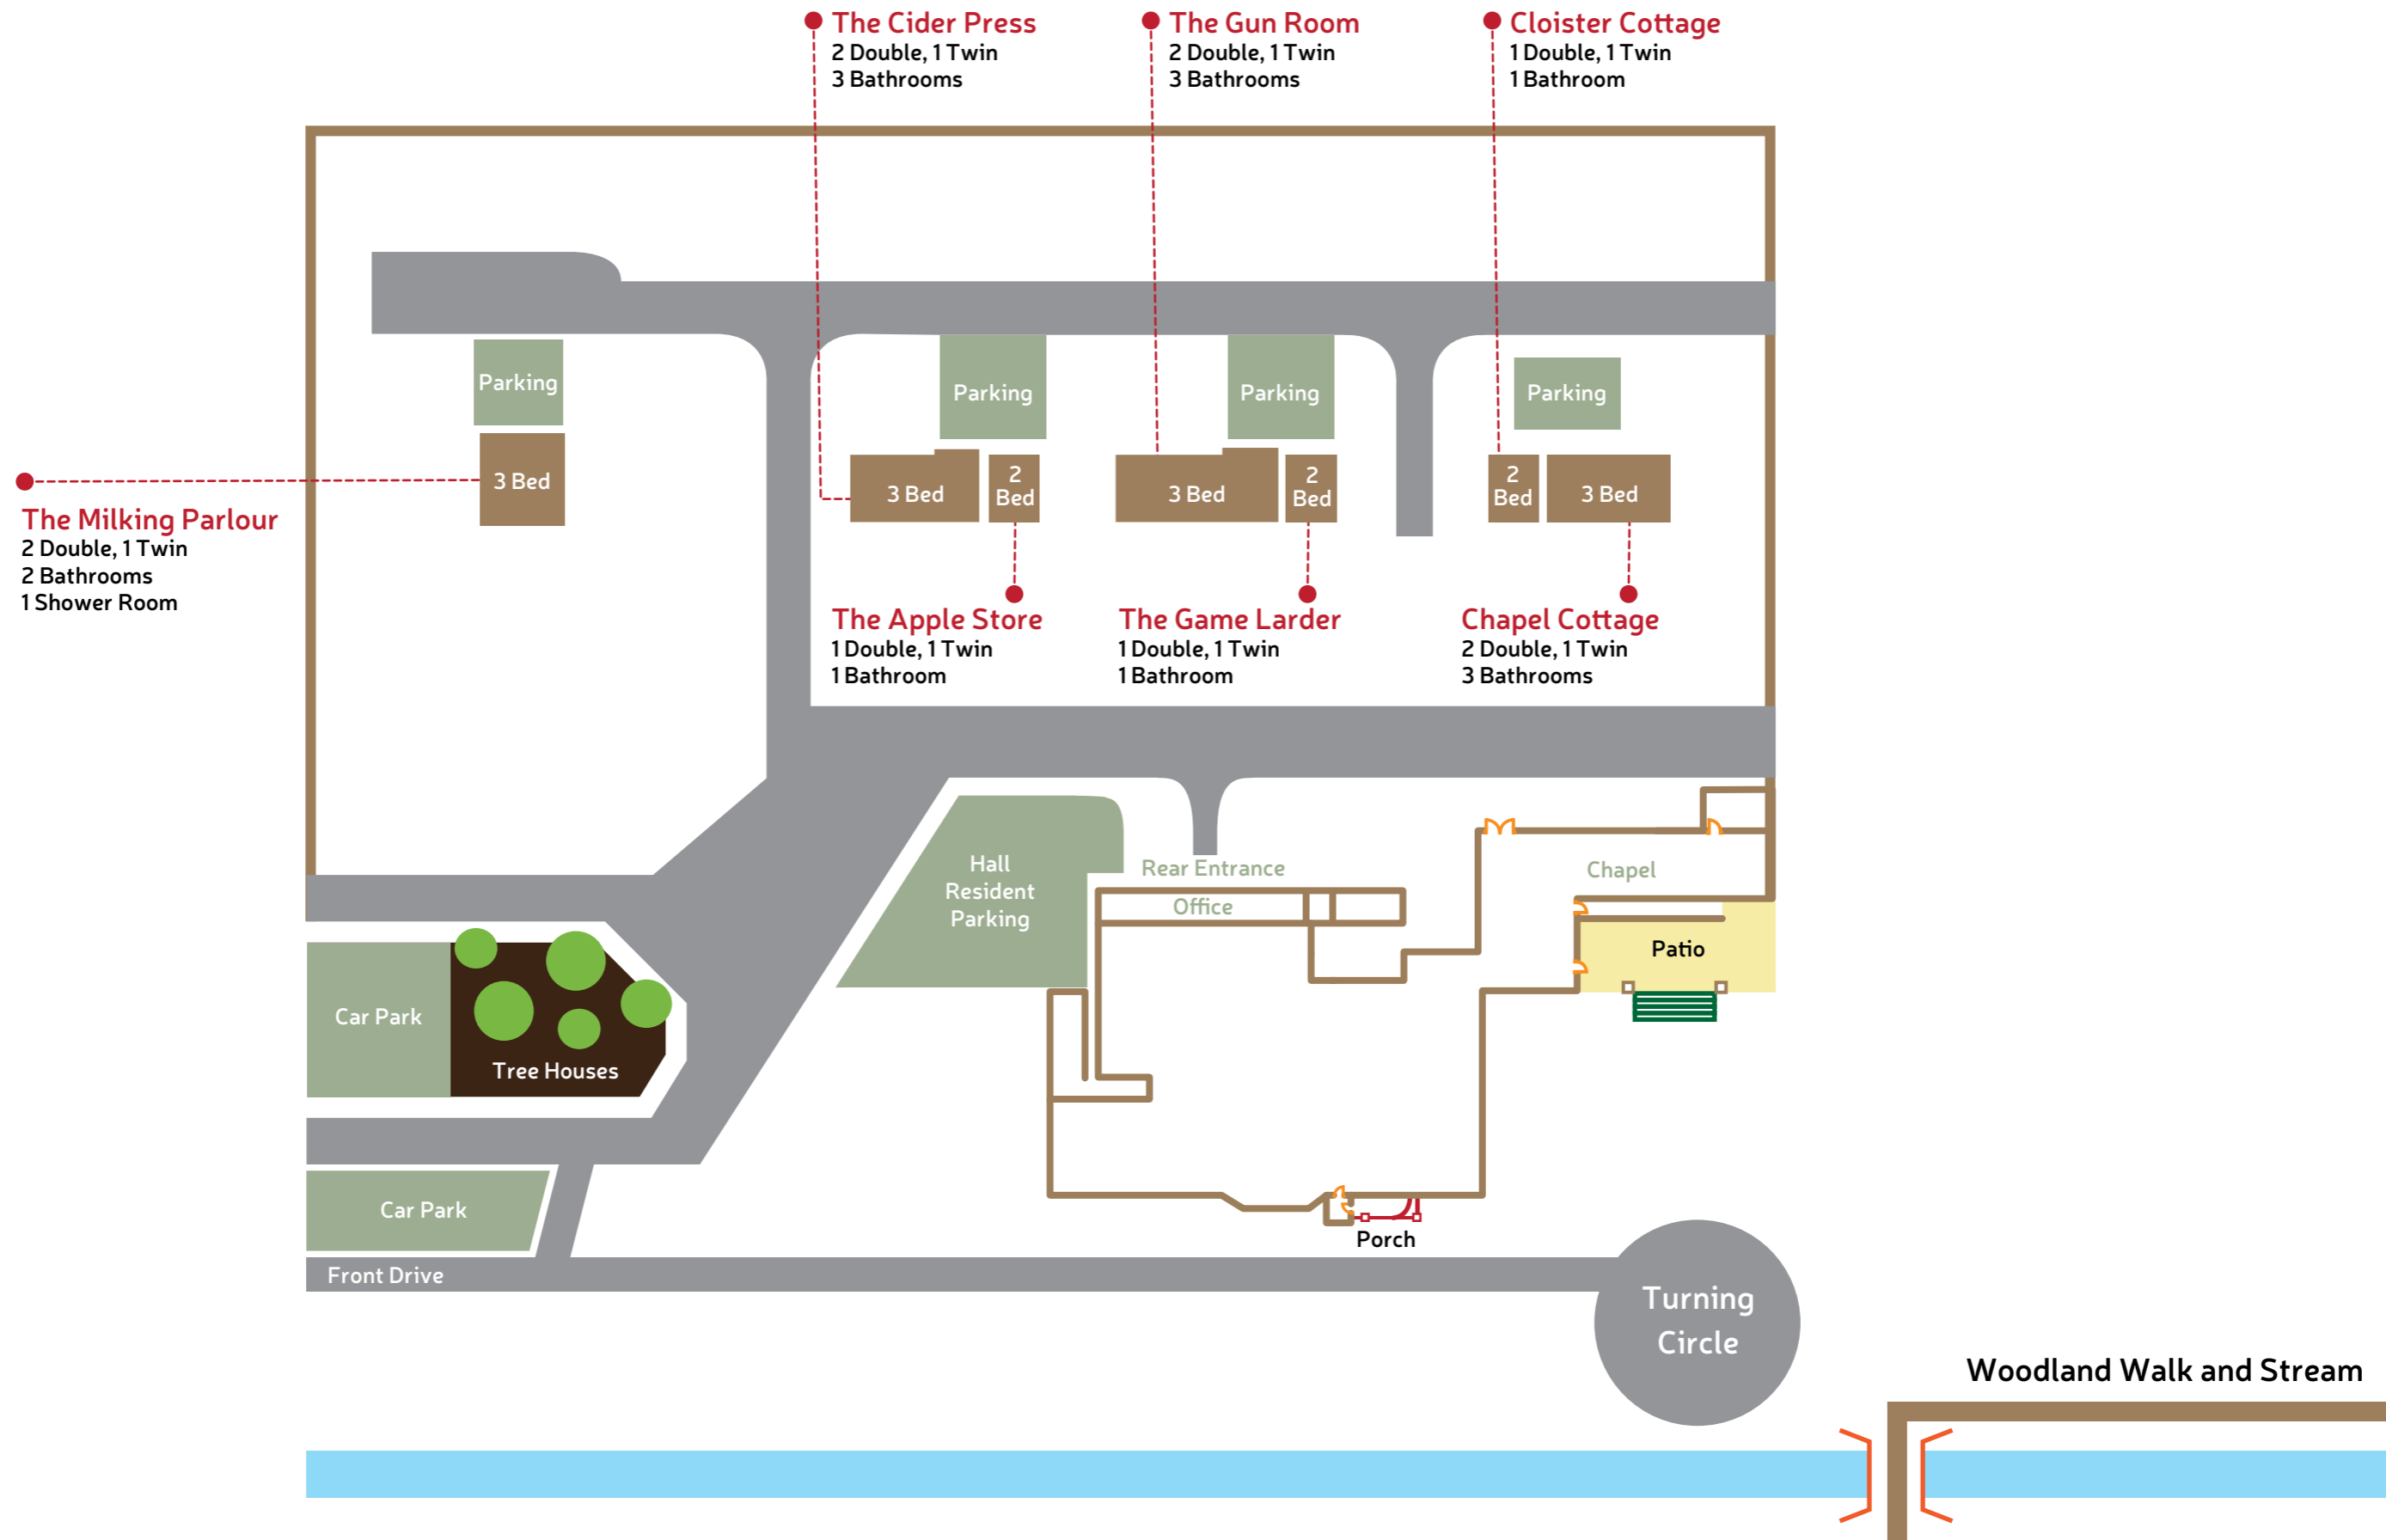 The Cider Press
2 Double, 1 Twin
3 Bathrooms
The Gun Room
2 Double, 1 Twin
3 Bathrooms
Cloister Cottage
1 Double, 1 Twin
1 Bathroom
Parking
Parking
Parking
Parking
3 Bed
3 Bed
2
Bed
3 Bed
2
Bed
2
Bed
3 Bed
The Milking Parlour
2 Double, 1 Twin
2 Bathrooms
1 Shower Room
The Apple Store
1 Double, 1 Twin
1 Bathroom
The Game Larder
1 Double, 1 Twin
1 Bathroom
Chapel Cottage
2 Double, 1 Twin
3 Bathrooms
Hall
Resident
Parking
Rear Entrance
Office
Chapel
Patio
Car Park
Tree Houses
Car Park
Porch
Front Drive
Turning
Circle
Woodland Walk and Stream